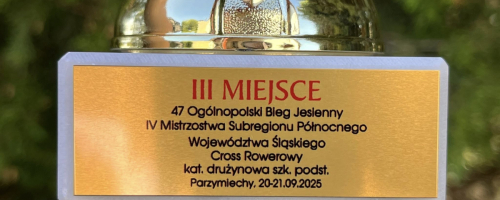 III MIEJSCE
47 Ogólnopolski Bieg Jesienny
IV Mistrzostwa Subregionu Północnego
Województwa Śląskiego
Cross Rowerowy
kat. drużynowa szk. podst.
Parzymiechy, 20-21.09.2025